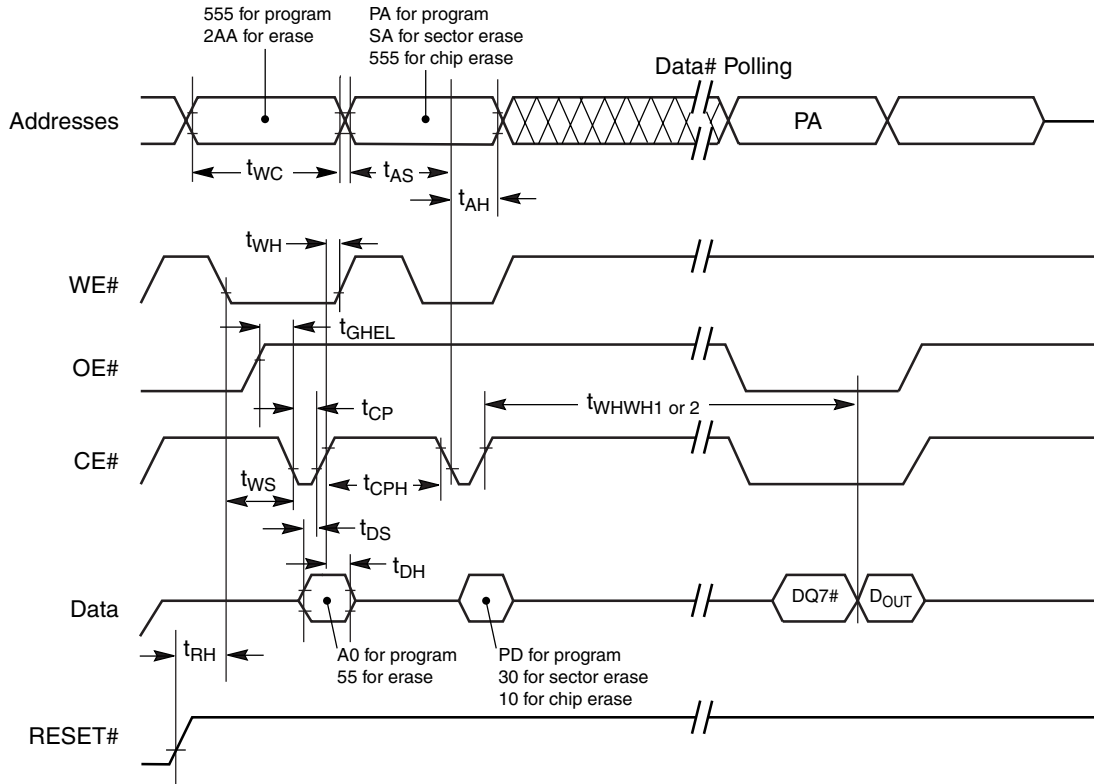 555 for program
2AA for erase
PA for program
SA for sector erase
555 for chip erase
Data# Polling
Addresses
PA
tWC
tAS
tAH
tWH
WE#
tGHEL
OE#
tWHWH1 or 2
tCP
CE#
tWS
tCPH
tDS
tDH
Data
DQ7#
DOUT
tRH
A0 for program
55 for erase
PD for program
30 for sector erase
10 for chip erase
RESET#